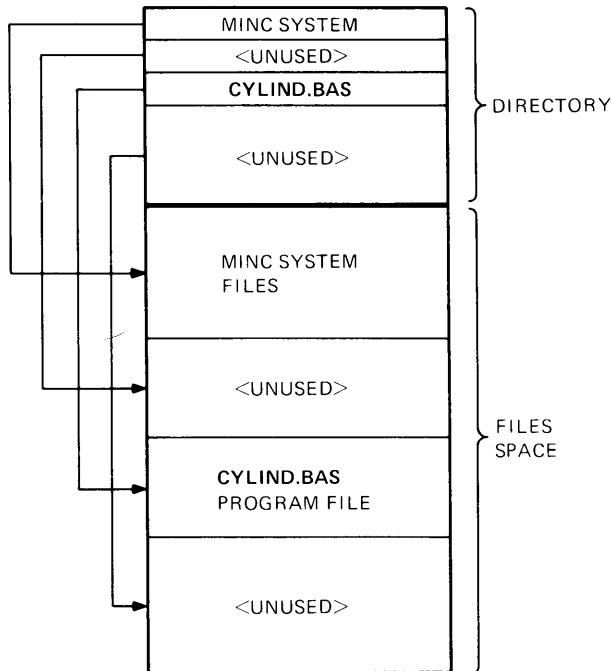 MINC SYSTEM
<UNUSED>
CYLIND.BAS
<UNUSED>
DIRECTORY
MINC SYSTEM
FILES
<UNUSED>
CYLIND.BAS
PROGRAM FILE
<UNUSED>
FILES
SPACE